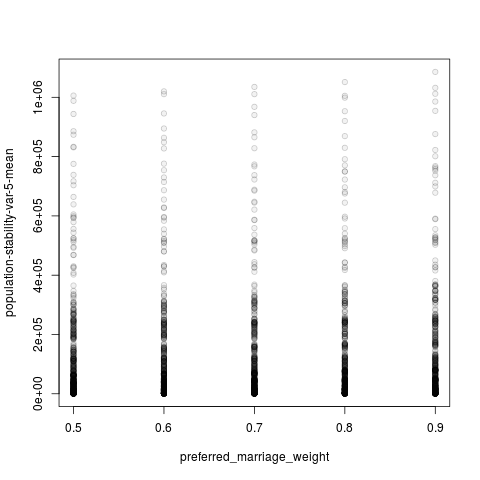 population-stability-var-5-mean
1e+06
8e+05
6e+05
4e+05
2e+05
0e+00
0.5 0.6 0.7 0.8 0.9
preferred_marriage_weight